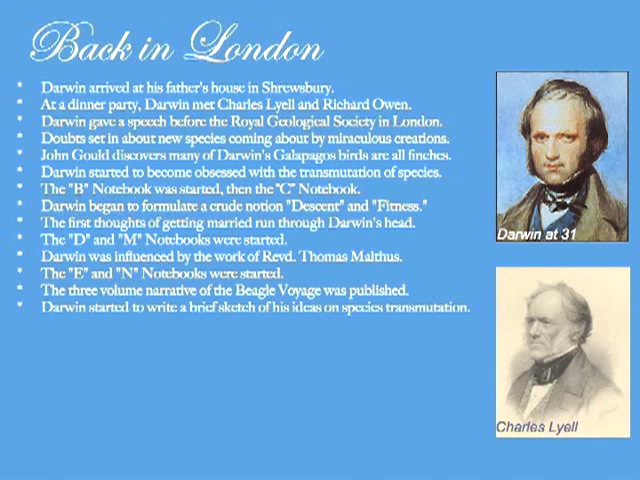 Back in London
* Darwin arrived at his father's house in Shrewsbury.
* At a dinner party, Darwin met Charles Lyell and Richard Owen.
* Darwin gave a speech before the Royal Geological Society in London.
* Doubts set in about new species coming about by miraculous creations.
* John Gould discovers many of Darwin's Galapagos birds are all finches.
* Darwin started to become obsessed with the transmutation of species.
* The "B" Notebook was started, then the "C" Notebook.
* Darwin began to formulate a crude notion "Descent" and "Fitness."
* The first thoughts of getting married run through Darwin's head.
* The "D" and "M" Notebooks were started.
* Darwin was influenced by the work of Revd. Thomas Malthus.
* The "E" and "N" Notebooks were started.
* The three volume narrative of the Beagle Voyage was published.
* Darwin started to write a brief sketch of his ideas on species transmutation.
Darwin at 31
Charles Lyell